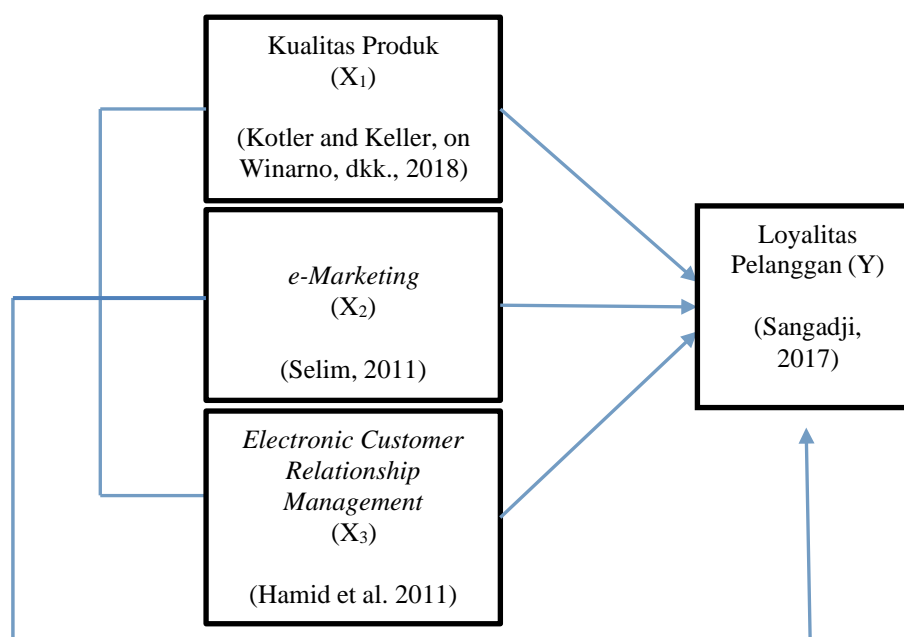 Kualitas Produk
(X₁)
(Kotler and Keller, on
Winarno, dkk., 2018)
e-Marketing
(X₂)
(Selim, 2011)
Electronic Customer
Relationship
Management
(X₃)
(Hamid et al. 2011)
Loyalitas
Pelanggan (Y)
(Sangadji,
2017)